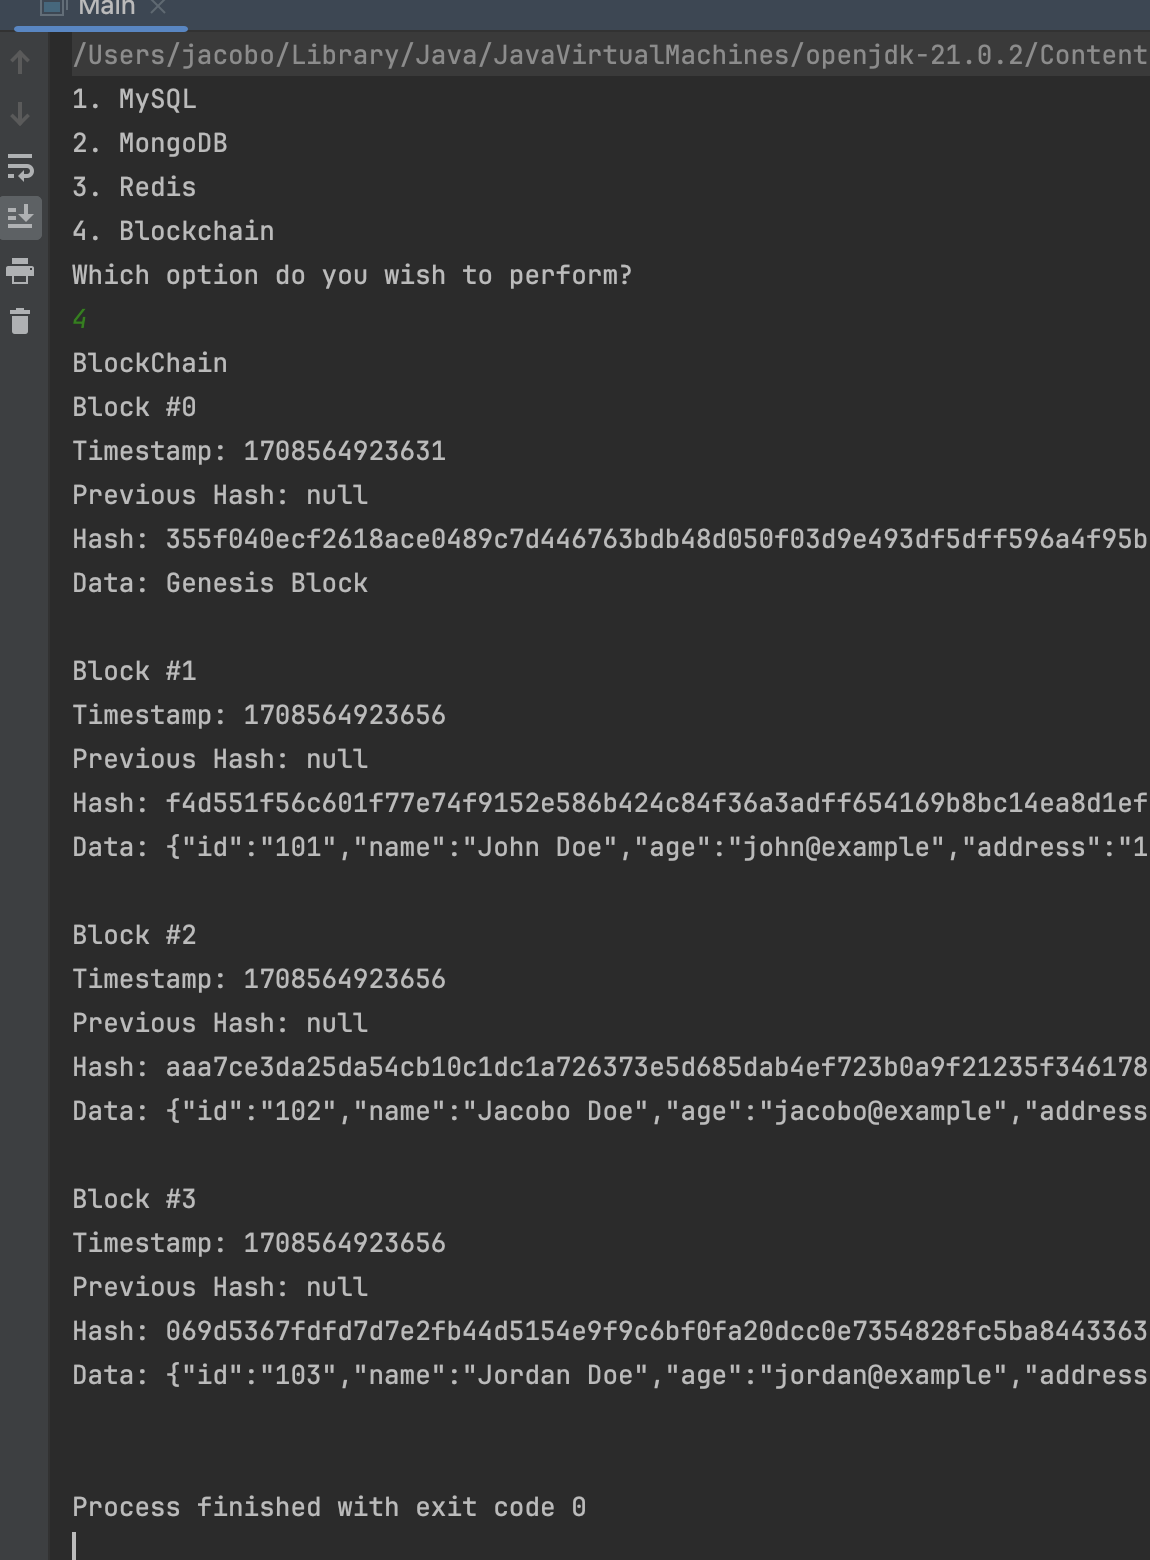 Main
/Users/jacobo/Library/Java/JavaVirtualMachines/openjdk-21.0.2/Content
1. MySQL
2. MongoDB
3. Redis
4. Blockchain
Which option do you wish to perform?
4
BlockChain
Block #0
Timestamp: 1708564923631
Previous Hash: null
Hash: 355f040ecf2618ace0489c7d446763bdb48d050f03d9e493df5dff596a4f95b
Data: Genesis Block
Block #1
Timestamp: 1708564923656
Previous Hash: null
Hash: f4d551f56c601f77e74f9152e586b424c84f36a3adff654169b8bc14ea8d1ef
Data: {"id":"101","name":"John Doe","age":"john@example","address":"1
Block #2
Timestamp: 1708564923656
Previous Hash: null
Hash: aaa7ce3da25da54cb10c1dc1a726373e5d685dab4ef723b0a9f21235f346178
Data: {"id":"102","name":"Jacobo Doe","age":"jacobo@example","address
Block #3
Timestamp: 1708564923656
Previous Hash: null
Hash: 069d5367fdfd7d7e2fb44d5154e9f9c6bf0fa20dcc0e7354828fc5ba8443363
Data: {"id":"103","name":"Jordan Doe","age":"jordan@example","address
Process finished with exit code 0